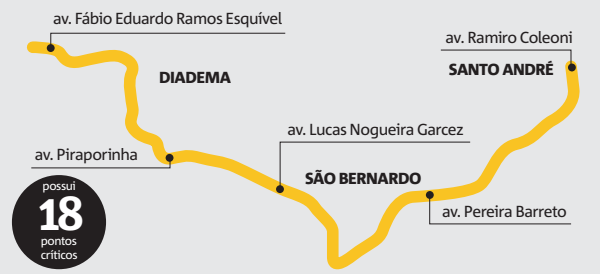 av. Fábio Eduardo Ramos Esquível
av. Ramiro Coleoni
SANTO ANDRÉ
DIADEMA
av. Lucas Nogueira Garcez
av. Piraporinha
SÃO BERNARDO
av. Pereira Barreto
possui
18
pontos
críticos